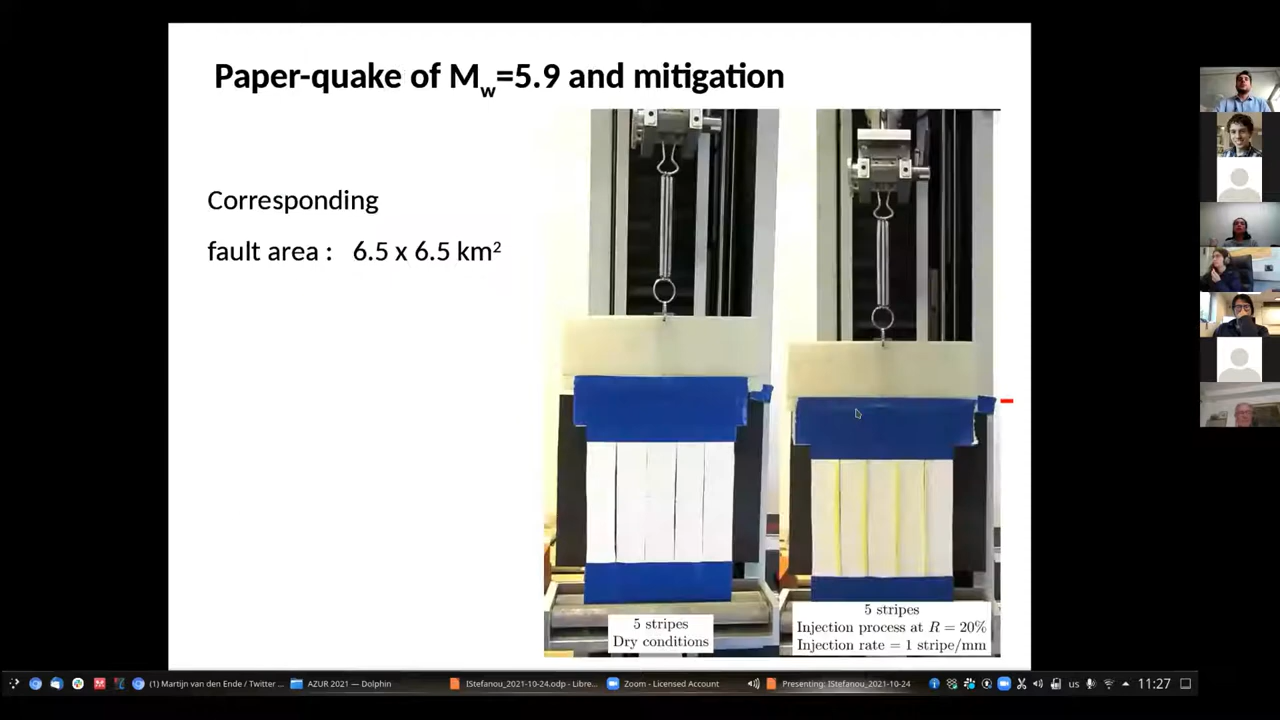 Paper-quake of Mw=5.9 and mitigation
Corresponding
fault area : 6.5 x 6.5 km²
5 stripes
Dry conditions
5 stripes
Injection process at R = 20%
Injection rate = 1 stripe/mm
(1) Martijn van den Ende / Twitter ...
AZUR 2021 — Dolphin
IStefanou_2021-10-24.odp - Libre...
Zoom - Licensed Account
Presenting: IStefanou_2021-10-24
us
11:27